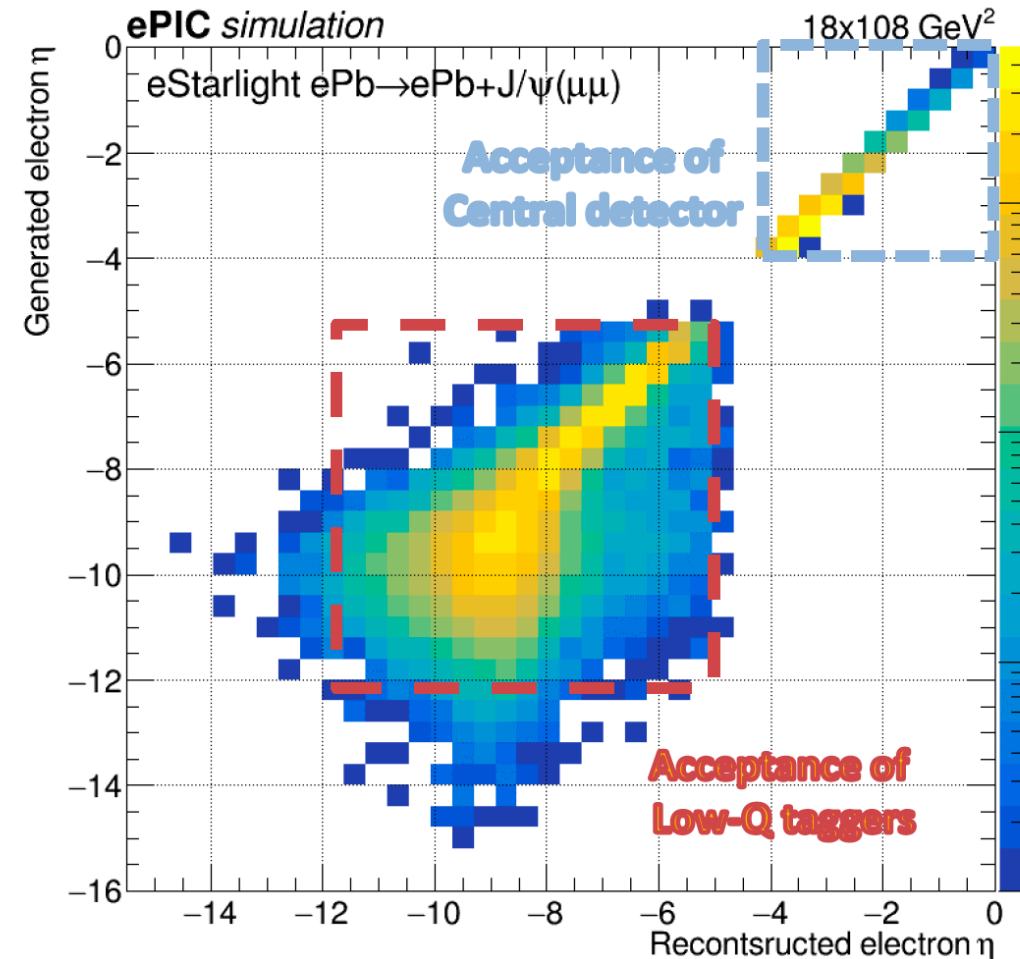 ePIC simulation
18x108 GeV²
Generated electron η
eStarlight ePb→ePb+J/ψ(μμ)
Acceptance of
Central detector
Acceptance of
Low-Q taggers
0
−2
−4
−6
−8
−10
−12
−14
−16
−14
−12
−10
−8
−6
−4
−2
0
Recontsructed electron η